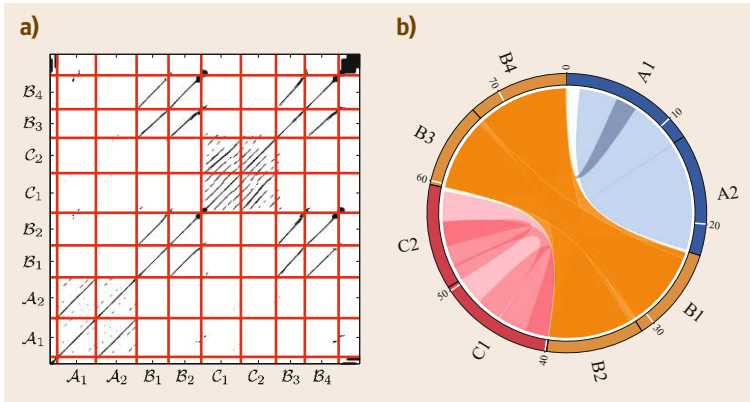 a)
b)
ℬ₄
ℬ₃
𝒞₂
𝒞₁
ℬ₂
ℬ₁
𝒜₂
𝒜₁
𝒜₁ 𝒜₂ ℬ₁ ℬ₂ 𝒞₁ 𝒞₂ ℬ₃ ℬ₄
0
A1
10
A2
20
B1
30
B2
40
C1
50
C2
60
B3
70
B4